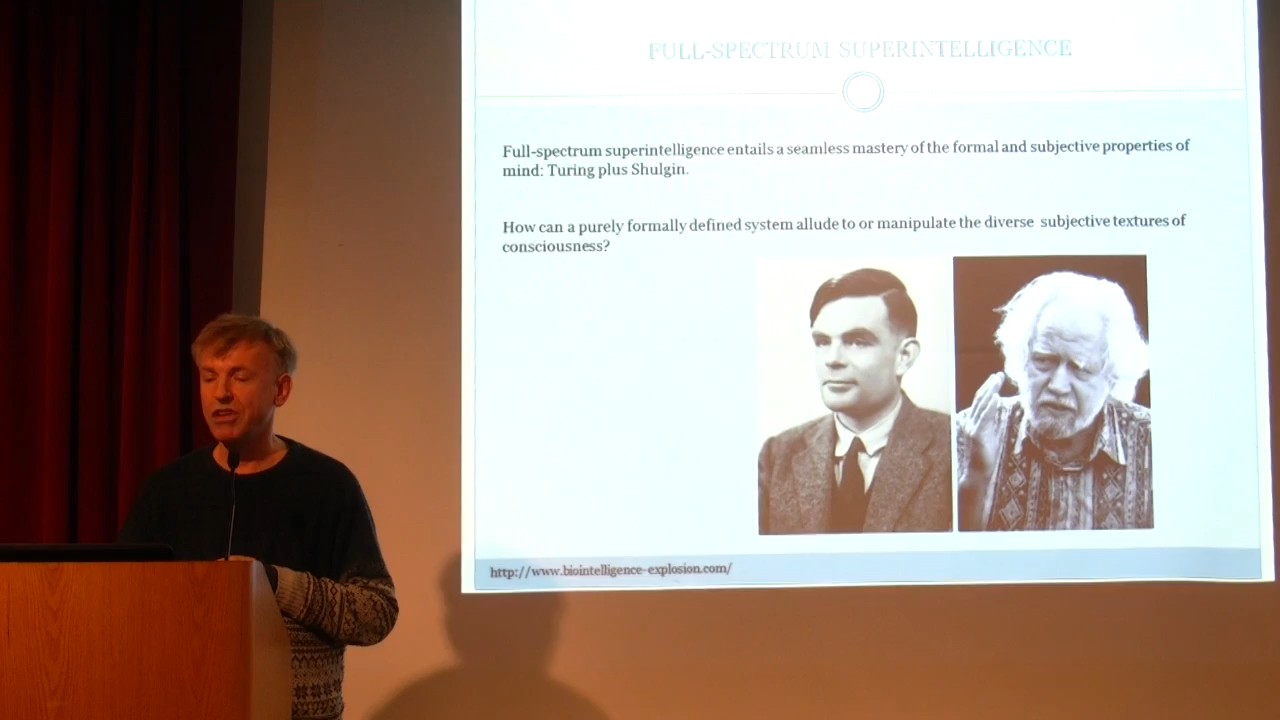 FULL-SPECTRUM SUPERINTELLIGENCE
Full-spectrum superintelligence entails a seamless mastery of the formal and subjective properties of
mind: Turing plus Shulgin.
How can a purely formally defined system allude to or manipulate the diverse subjective textures of
consciousness?
http://www.biointelligence-explosion.com/